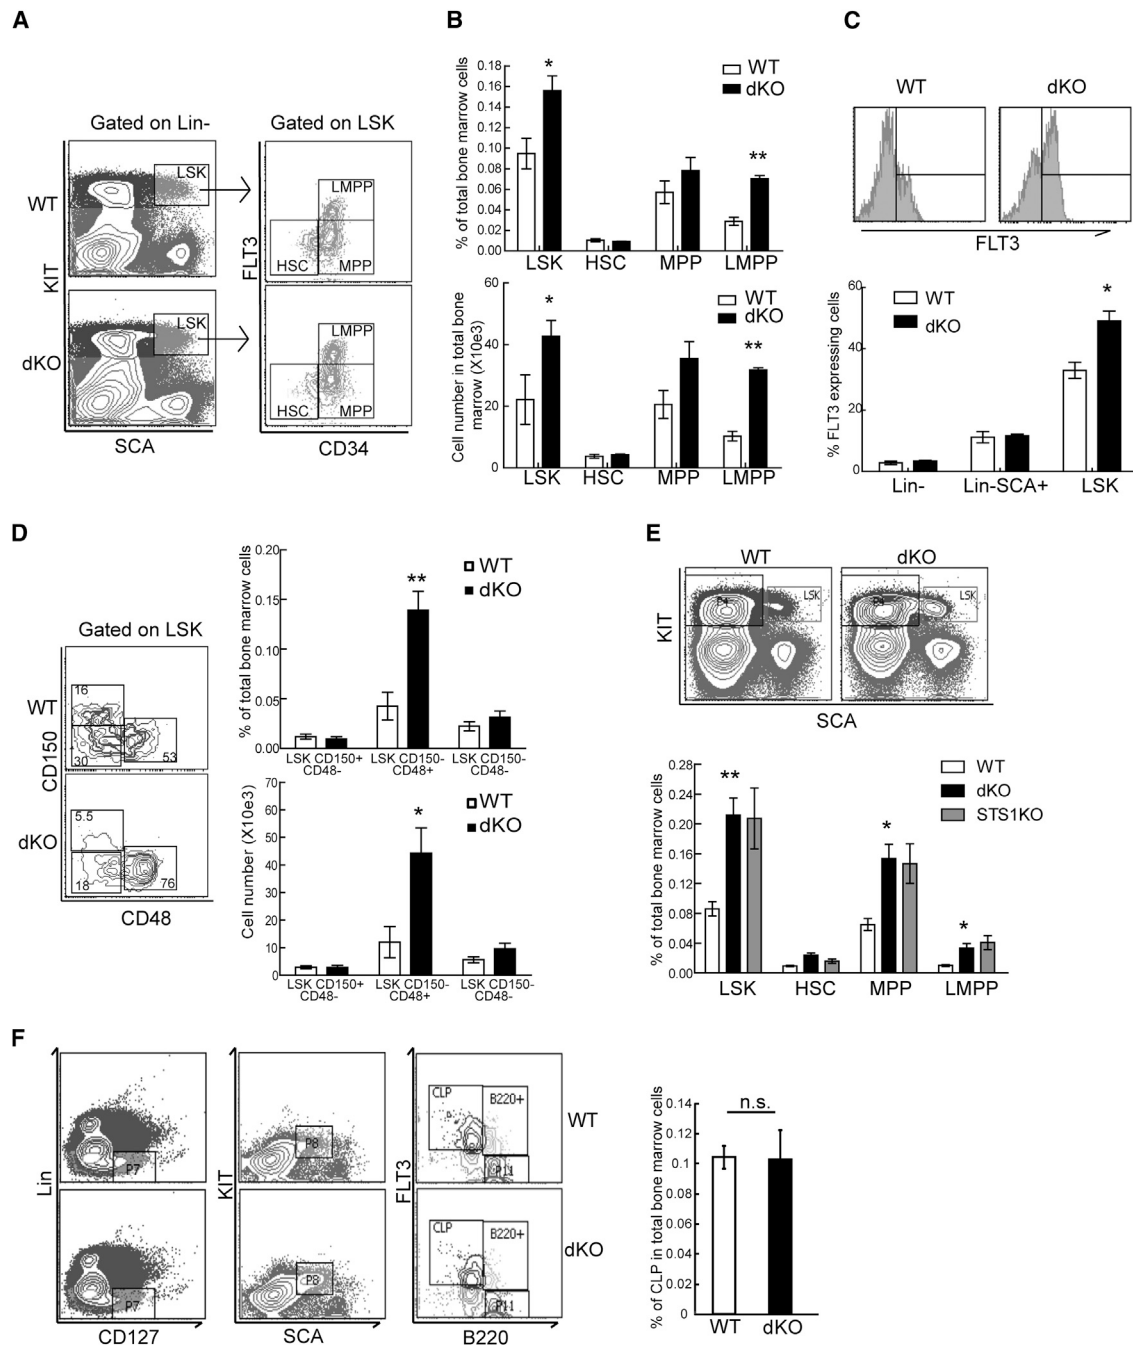 A
Gated on Lin-
Gated on LSK
WT
dKO
KIT
LSK
LSK
SCA
FLT3
LMPP
HSC
MPP
LMPP
HSC
MPP
CD34
B
% of total bone marrow cells
0.18
0.16
0.14
0.12
0.10
0.08
0.06
0.04
0.02
0.00
*
**
WT
dKO
LSK HSC MPP LMPP
Cell number in total bone
marrow (X10e3)
60
40
20
0
*
**
WT
dKO
LSK HSC MPP LMPP
C
WT
dKO
FLT3
% FLT3 expressing cells
60
40
20
0
WT
dKO
*
Lin- Lin-SCA+ LSK
D
Gated on LSK
WT
16
30
53
CD150
dKO
5.5
18
76
CD48
% of total bone marrow cells
0.20
0.15
0.10
0.05
0.00
**
WT
dKO
LSK CD150+ LSK CD150- LSK CD150-
CD48- CD48+ CD48-
Cell number (X10e3)
70
60
50
40
30
20
10
0
*
WT
dKO
LSK CD150+ LSK CD150- LSK CD150-
CD48- CD48+ CD48-
E
WT
dKO
KIT
LSK
LSK
SCA
% of total bone marrow cells
0.28
0.24
0.20
0.16
0.12
0.08
0.04
0.00
**
*
*
WT
dKO
STS1KO
LSK HSC MPP LMPP
F
Lin
P7
P7
CD127
KIT
P8
P8
SCA
FLT3
CLP
B220+
P11
CLP
B220+
P11
B220
WT
dKO
% of CLP in total bone marrow cells
0.14
0.12
0.1
0.08
0.06
0.04
0.02
0
n.s.
WT dKO